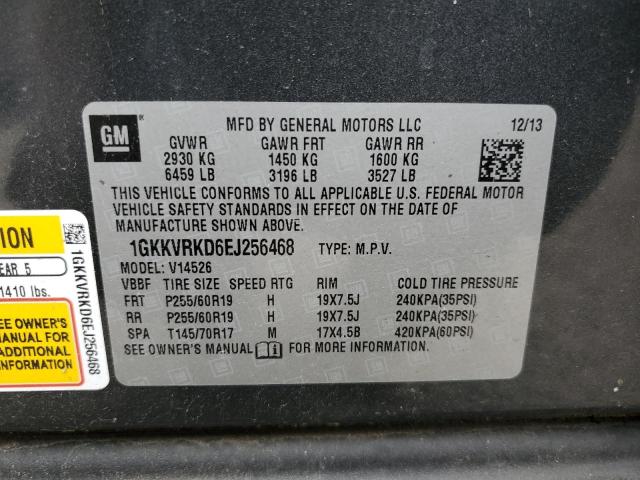 GM
MFD BY GENERAL MOTORS LLC 12/13
GVWR GAWR FRT GAWR RR
2930 KG 1450 KG 1600 KG
6459 LB 3196 LB 3527 LB
THIS VEHICLE CONFORMS TO ALL APPLICABLE U.S. FEDERAL MOTOR
VEHICLE SAFETY STANDARDS IN EFFECT ON THE DATE OF
MANUFACTURE SHOWN ABOVE.
1GKKVRKD6EJ256468 TYPE: M.P.V.
MODEL: V14526
VBBF TIRE SIZE SPEED RTG RIM COLD TIRE PRESSURE
FRT P255/60R19 H 19X7.5J 240KPA(35PSI)
RR P255/60R19 H 19X7.5J 240KPA(35PSI)
SPA T145/70R17 M 17X4.5B 420KPA(60PSI)
SEE OWNER'S MANUAL FOR MORE INFORMATION.
TION
EAR 5
1410 lbs.
SEE OWNER'S
MANUAL FOR
ADDITIONAL
INFORMATION
1GKKVRKD6EJ256468